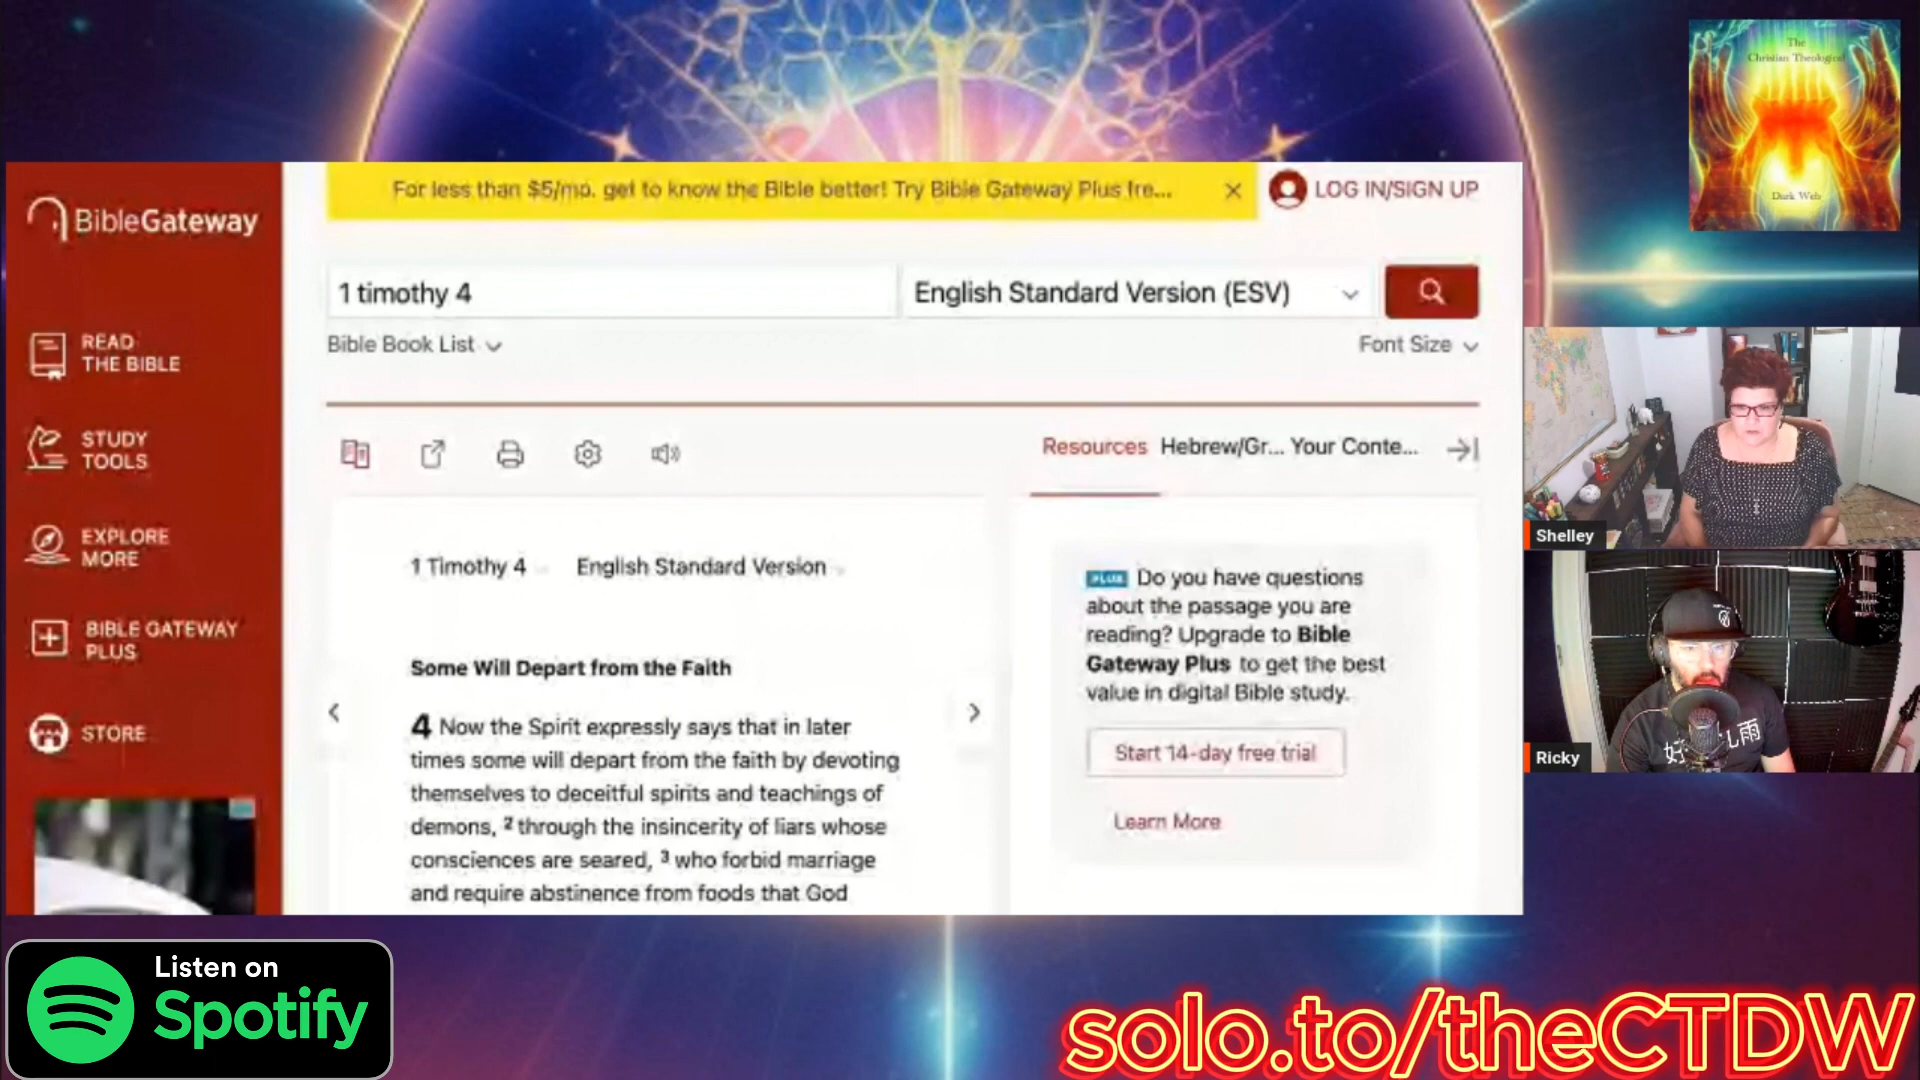 The
Christian Theological
Dark Web
For less than $5/mo. get to know the Bible better! Try Bible Gateway Plus fre...
LOG IN/SIGN UP
BibleGateway
1 timothy 4
English Standard Version (ESV)
Bible Book List
Font Size
READ
THE BIBLE
STUDY
TOOLS
EXPLORE
MORE
BIBLE GATEWAY
PLUS
STORE
Resources
Hebrew/Gr...
Your Conte...
1 Timothy 4
English Standard Version
Some Will Depart from the Faith
4 Now the Spirit expressly says that in later
times some will depart from the faith by devoting
themselves to deceitful spirits and teachings of
demons, 2 through the insincerity of liars whose
consciences are seared, 3 who forbid marriage
and require abstinence from foods that God
PLUS Do you have questions
about the passage you are
reading? Upgrade to Bible
Gateway Plus to get the best
value in digital Bible study.
Start 14-day free trial
Learn More
Shelley
Ricky
好 雨
Listen on
Spotify
solo.to/theCTDW